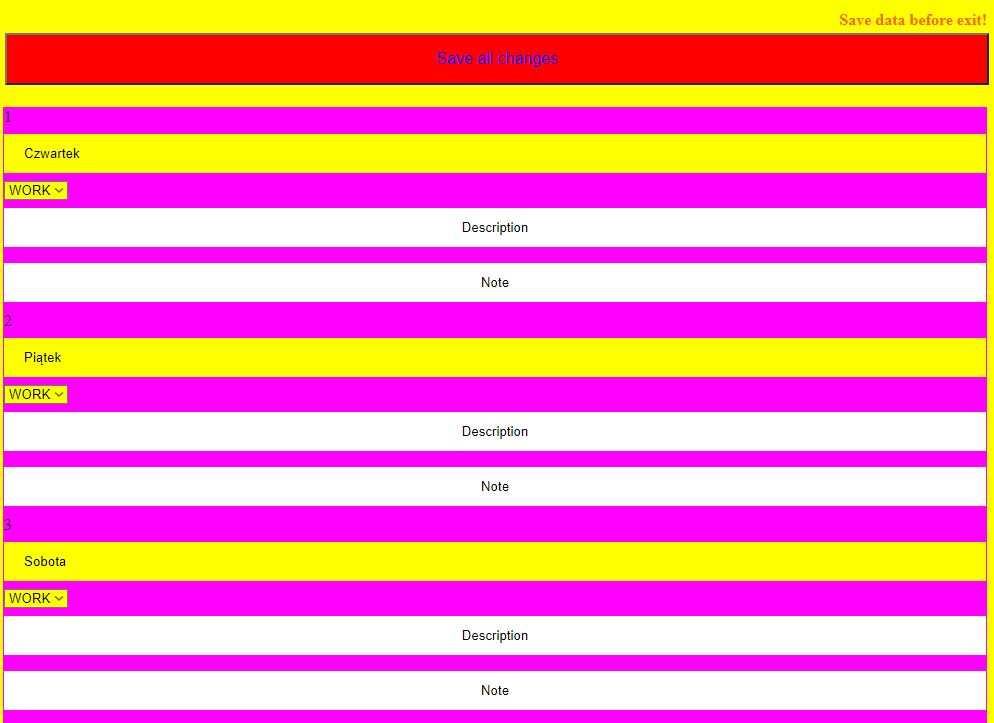 Save data before exit!
Save all changes
1
Czwartek
WORK
Description
Note
2
Piątek
WORK
Description
Note
3
Sobota
WORK
Description
Note